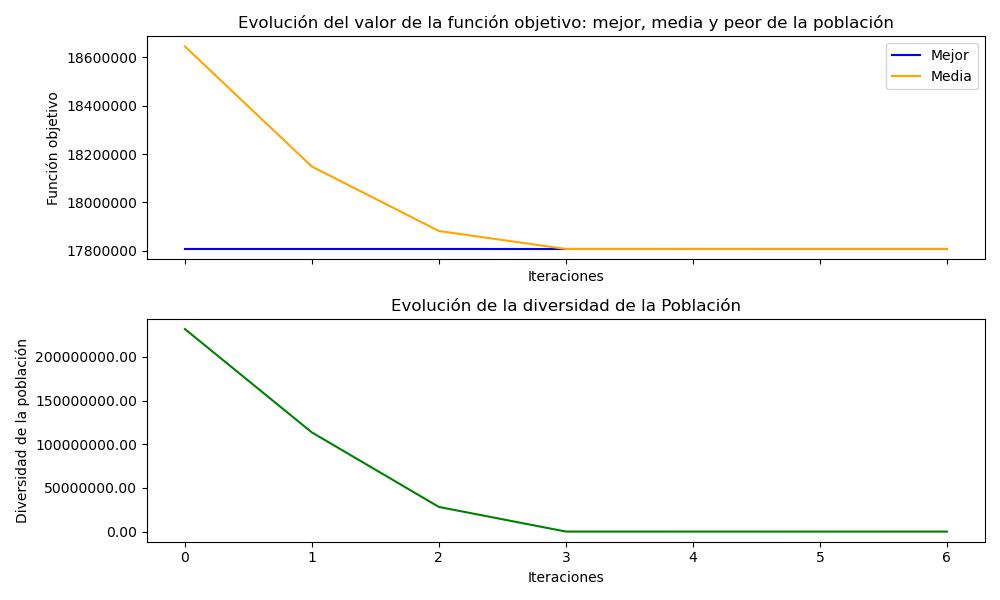 Evolución del valor de la función objetivo: mejor, media y peor de la población
Función objetivo
18600000
18400000
18200000
18000000
17800000
Mejor
Media
Iteraciones
Evolución de la diversidad de la Población
Diversidad de la población
200000000.00
150000000.00
100000000.00
50000000.00
0.00
0 1 2 3 4 5 6
Iteraciones